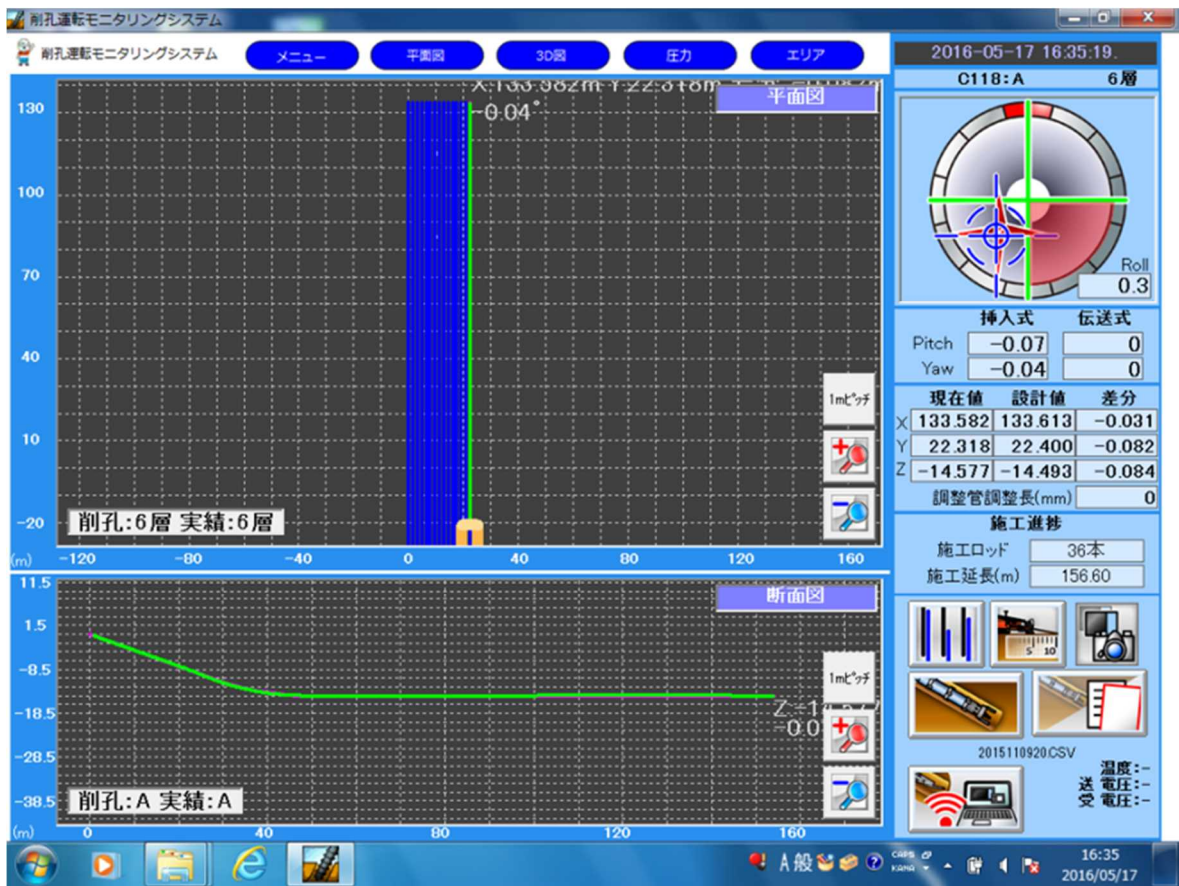 削孔運転モニタリングシステム
削孔運転モニタリングシステム
メニュー
平面図
3D図
圧力
エリア
2016-05-17 16:35:19.
C118:A 6層
平面図
X:133.582m Y:22.318m
-0.04°
130
100
70
40
10
-20
1mピッチ
削孔:6層 実績:6層
(m) -120 -80 -40 0 40 80 120 160
Roll
0.3
挿入式 伝送式
Pitch -0.07 0
Yaw -0.04 0
現在値 設計値 差分
X 133.582 133.613 -0.031
Y 22.318 22.400 -0.082
Z -14.577 -14.493 -0.084
調整管調整長(mm) 0
施工進捗
施工ロッド 36本
施工延長(m) 156.60
断面図
11.5
1.5
-8.5
-18.5
-28.5
-38.5
1mピッチ
削孔:A 実績:A
(m) 0 40 80 120 160
5 10
2015110920.CSV
温度:-
送 電圧:-
受 電圧:-
A 般
CAPS
KANA
16:35
2016/05/17